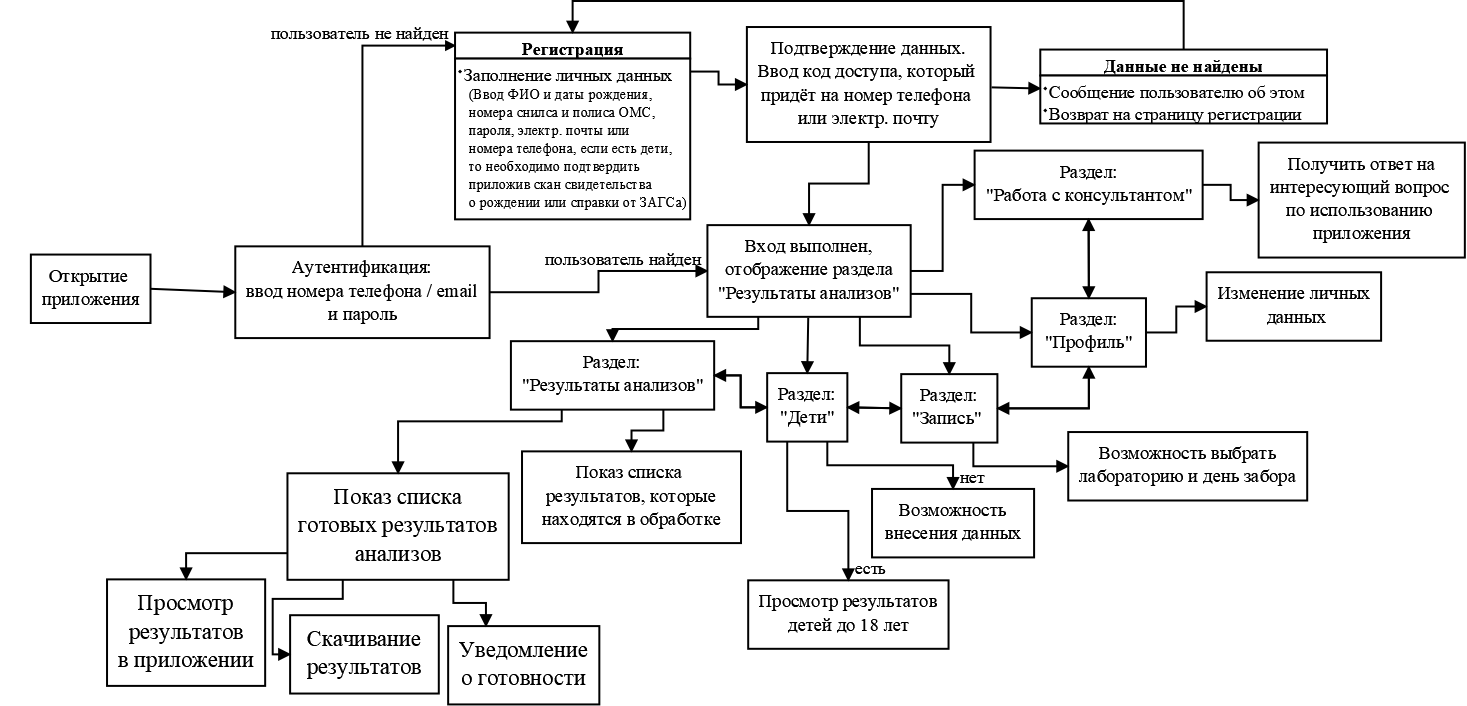 пользователь не найден
Регистрация
·Заполнение личных данных
(Ввод ФИО и даты рождения,
номера снилса и полиса ОМС,
пароля, электр. почты или
номера телефона, если есть дети,
то необходимо подтвердить
приложив скан свидетельства
о рождении или справки от ЗАГСа)
Подтверждение данных.
Ввод код доступа, который
придёт на номер телефона
или электр. почту
Данные не найдены
·Сообщение пользователю об этом
·Возврат на страницу регистрации
Раздел:
"Работа с консультантом"
Получить ответ на
интересующий вопрос
по использованию
приложения
Открытие
приложения
Аутентификация:
ввод номера телефона / email
и пароль
пользователь найден
Вход выполнен,
отображение раздела
"Результаты анализов"
Раздел:
"Профиль"
Изменение личных
данных
Раздел:
"Результаты анализов"
Раздел:
"Дети"
Раздел:
"Запись"
Возможность выбрать
лабораторию и день забора
Показ списка
готовых результатов
анализов
Показ списка
результатов, которые
находятся в обработке
нет
Возможность
внесения данных
есть
Просмотр результатов
детей до 18 лет
Просмотр
результатов
в приложении
Скачивание
результатов
Уведомление
о готовности